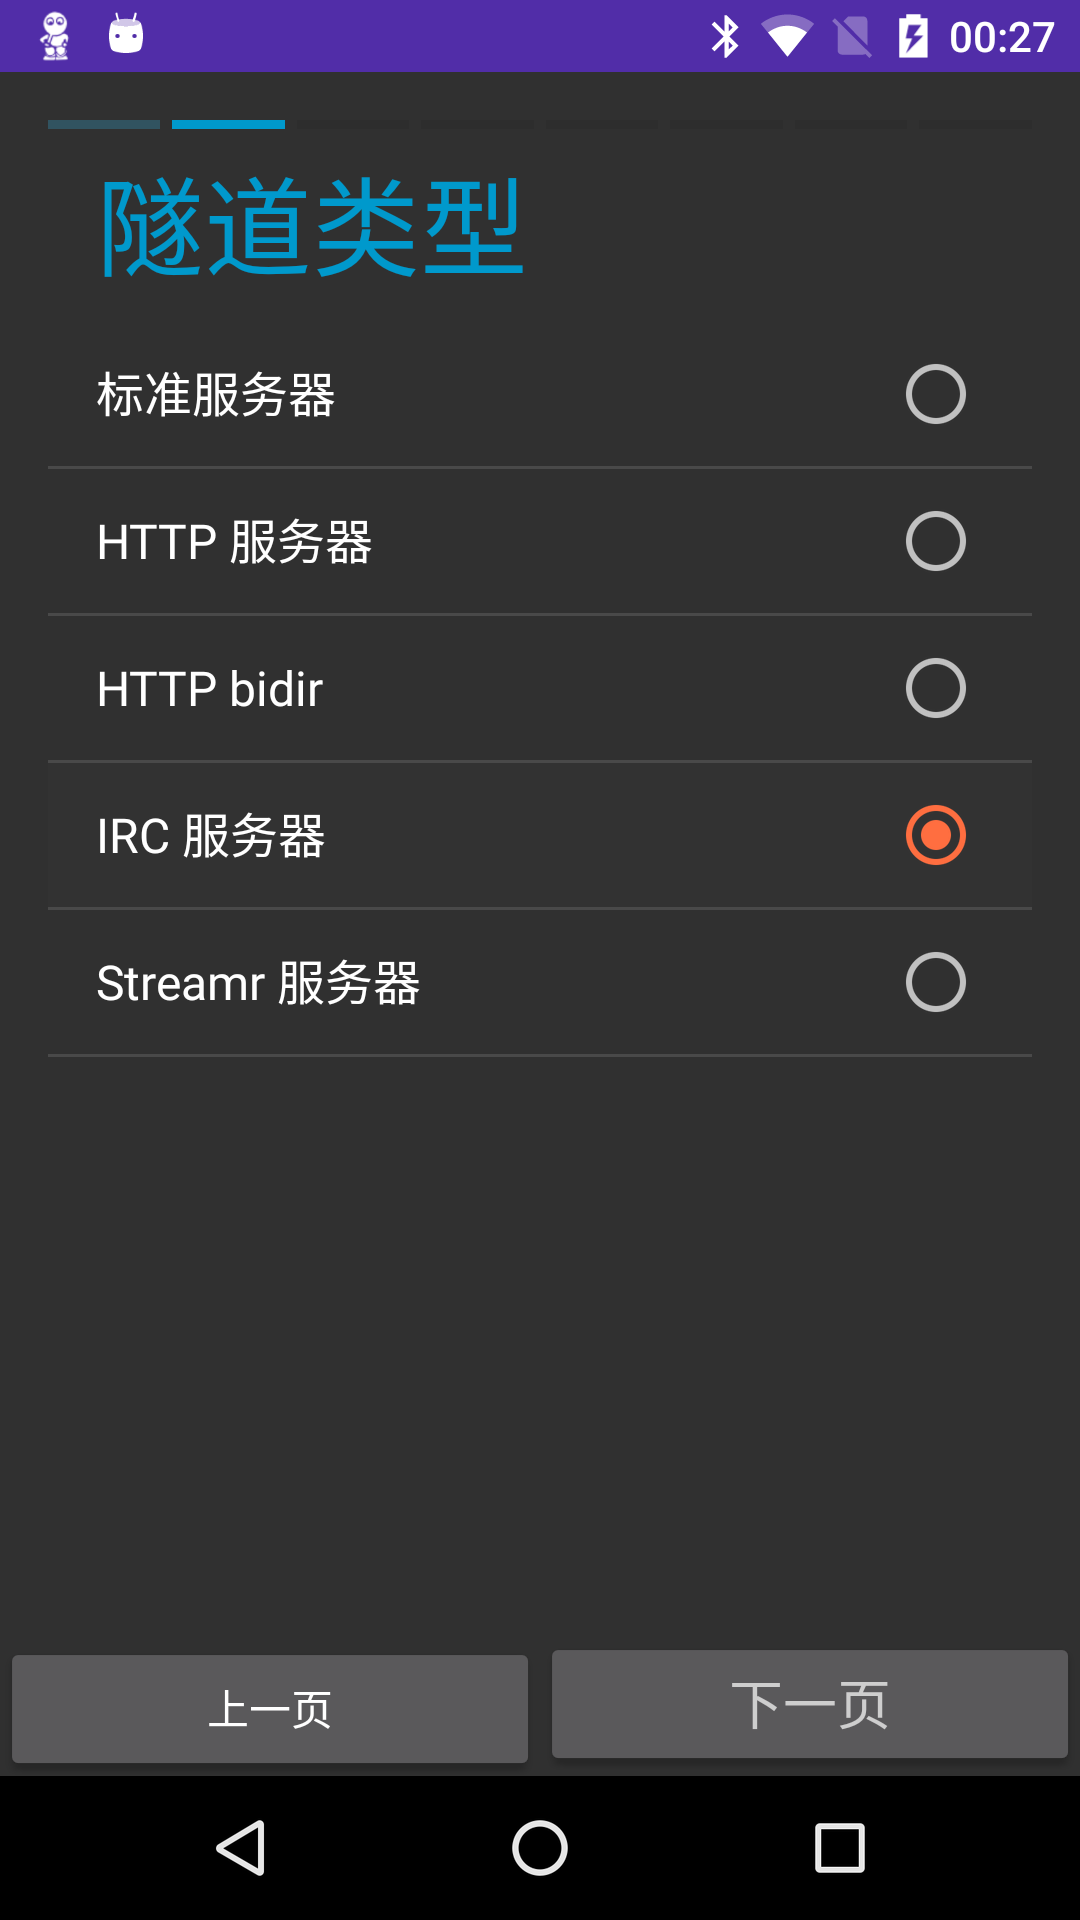 00:27
隧道类型
标准服务器
HTTP 服务器
HTTP bidir
IRC 服务器
Streamr 服务器
上一页
下一页